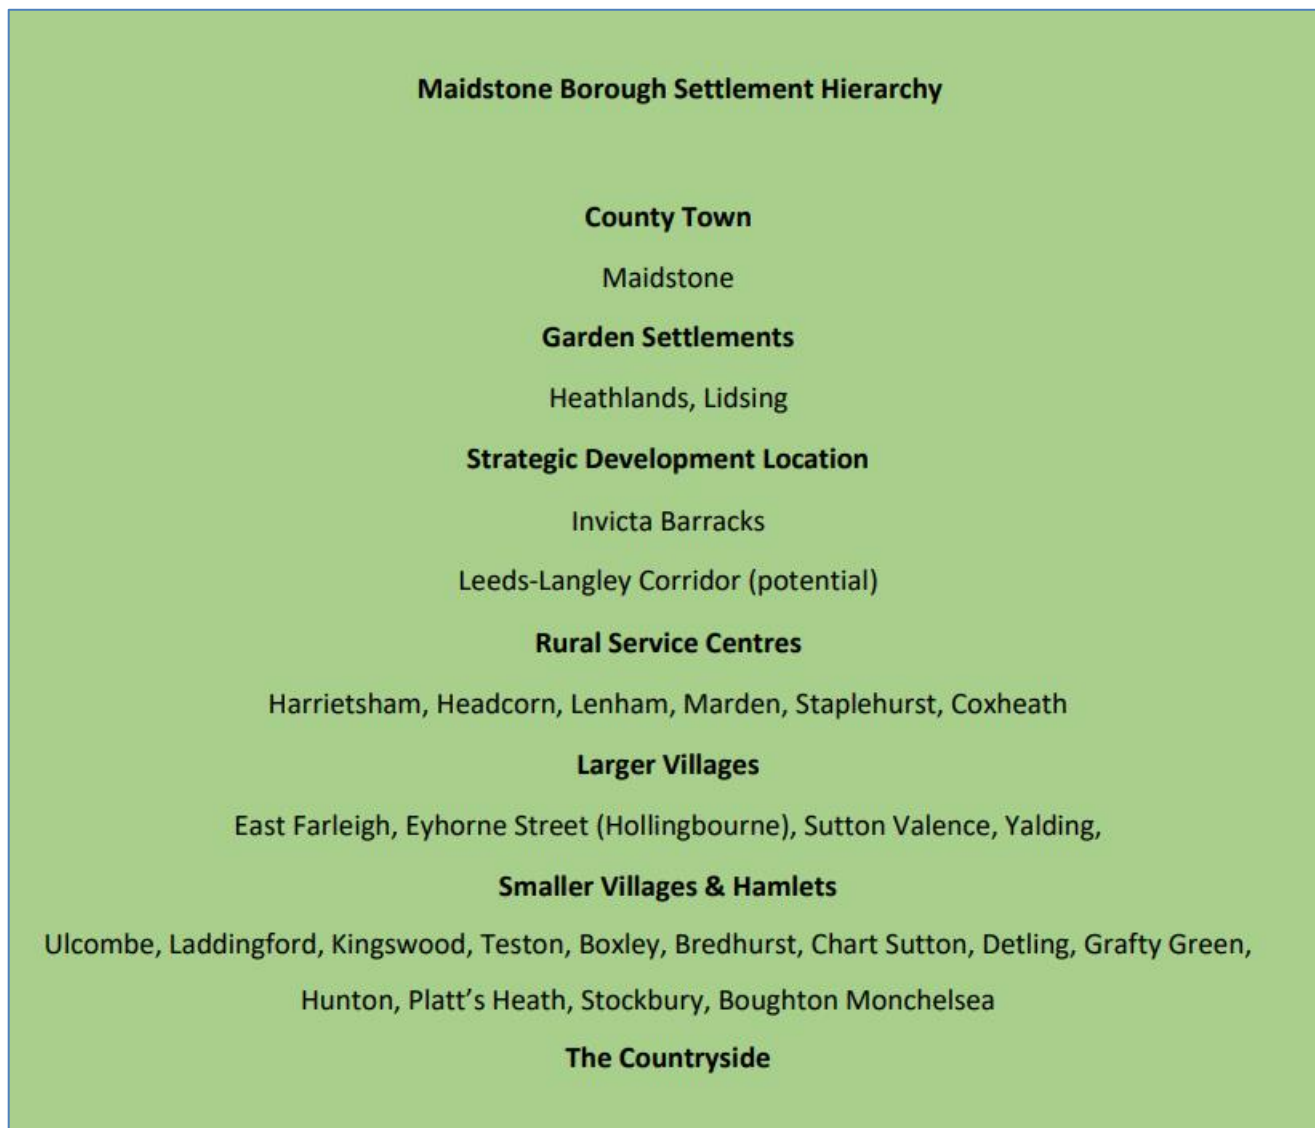 Maidstone Borough Settlement Hierarchy
County Town
Maidstone
Garden Settlements
Heathlands, Lidsing
Strategic Development Location
Invicta Barracks
Leeds-Langley Corridor (potential)
Rural Service Centres
Harrietsham, Headcorn, Lenham, Marden, Staplehurst, Coxheath
Larger Villages
East Farleigh, Eyhorne Street (Hollingbourne), Sutton Valence, Yalding,
Smaller Villages & Hamlets
Ulcombe, Laddingford, Kingswood, Teston, Boxley, Bredhurst, Chart Sutton, Detling, Grafty Green,
Hunton, Platt’s Heath, Stockbury, Boughton Monchelsea
The Countryside